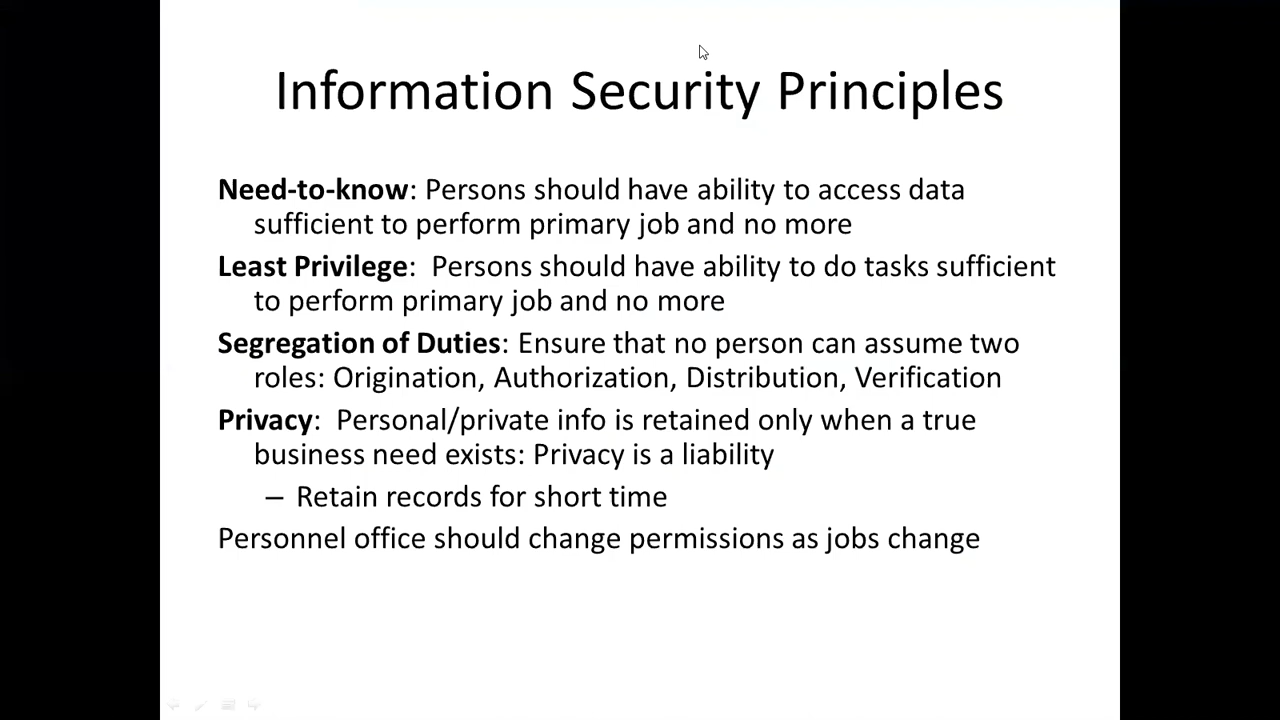 Information Security Principles
Need-to-know: Persons should have ability to access data
sufficient to perform primary job and no more
Least Privilege:  Persons should have ability to do tasks sufficient
to perform primary job and no more
Segregation of Duties: Ensure that no person can assume two
roles: Origination, Authorization, Distribution, Verification
Privacy:  Personal/private info is retained only when a true
business need exists: Privacy is a liability
– Retain records for short time
Personnel office should change permissions as jobs change